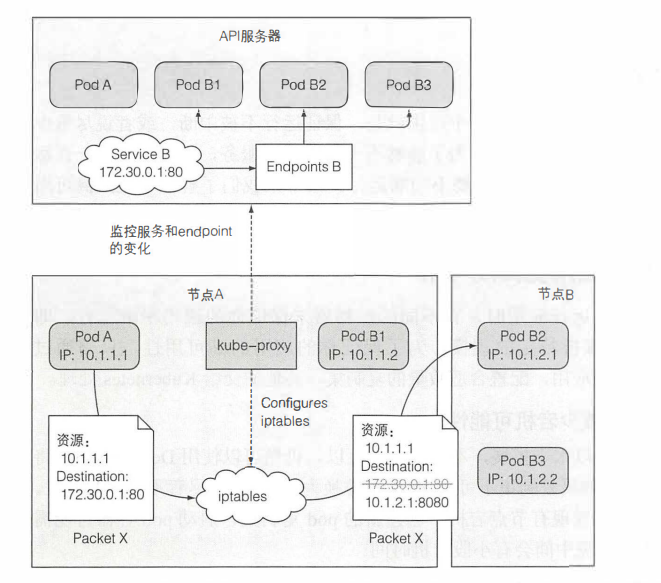 API服务器
Pod A
Pod B1
Pod B2
Pod B3
Service B
172.30.0.1:80
Endpoints B
监控服务和endpoint
的变化
节点A
节点B
Pod A
IP: 10.1.1.1
kube-proxy
Pod B1
IP: 10.1.1.2
Pod B2
IP: 10.1.2.1
Configures
iptables
资源：
10.1.1.1
Destination:
172.30.0.1:80
Packet X
iptables
资源：
10.1.1.1
Destination:
172.30.0.1:80
10.1.2.1:8080
Packet X
Pod B3
IP: 10.1.2.2